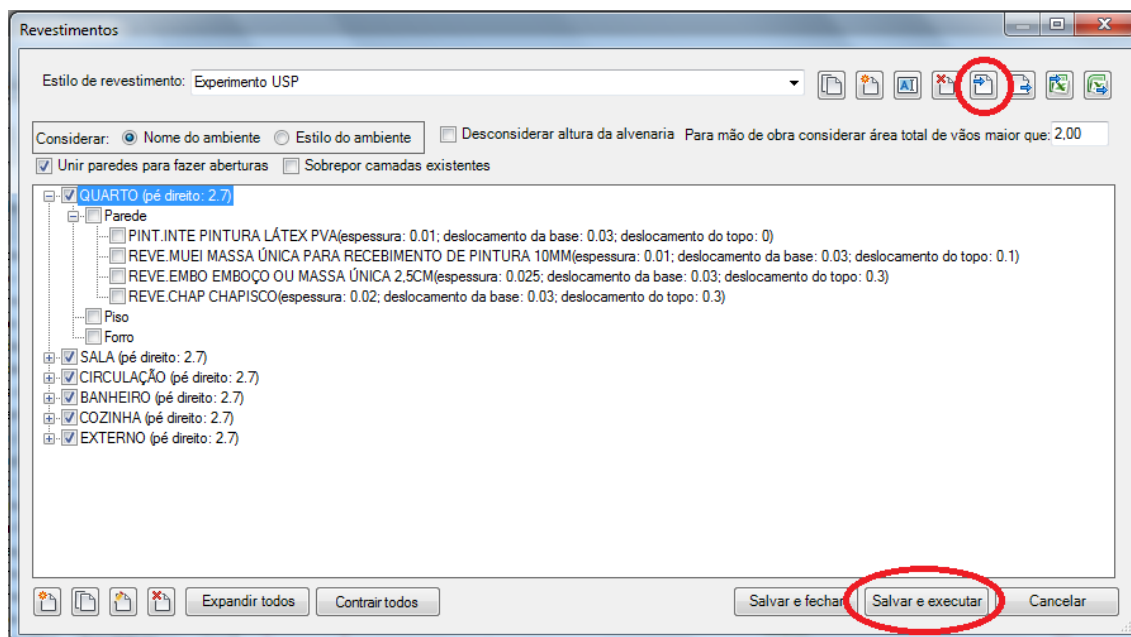 Revestimentos
Estilo de revestimento: Experimento USP
Considerar: Nome do ambiente Estilo do ambiente Desconsiderar altura da alvenaria Para mão de obra considerar área total de vãos maior que: 2,00
Unir paredes para fazer aberturas Sobrepor camadas existentes
QUARTO (pé direito: 2.7)
Parede
PINT.INTE PINTURA LÁTEX PVA(espessura: 0.01; deslocamento da base: 0.03; deslocamento do topo: 0)
REVE.MUEI MASSA ÚNICA PARA RECEBIMENTO DE PINTURA 10MM(espessura: 0.01; deslocamento da base: 0.03; deslocamento do topo: 0.1)
REVE.EMBO EMBOÇO OU MASSA ÚNICA 2,5CM(espessura: 0.025; deslocamento da base: 0.03; deslocamento do topo: 0.3)
REVE.CHAP CHAPISCO(espessura: 0.02; deslocamento da base: 0.03; deslocamento do topo: 0.3)
Piso
Forro
SALA (pé direito: 2.7)
CIRCULAÇÃO (pé direito: 2.7)
BANHEIRO (pé direito: 2.7)
COZINHA (pé direito: 2.7)
EXTERNO (pé direito: 2.7)
Expandir todos Contrair todos Salvar e fechar Salvar e executar Cancelar